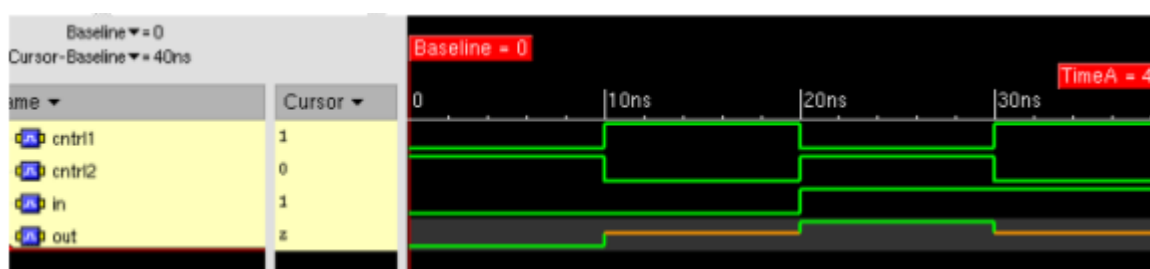 Baseline▼=0
Cursor-Baseline▼=40ns
Baseline = 0
TimeA = 4
ame▼ Cursor▼ 0 10ns 20ns 30ns
cntrl1 1
cntrl2 0
in 1
out z